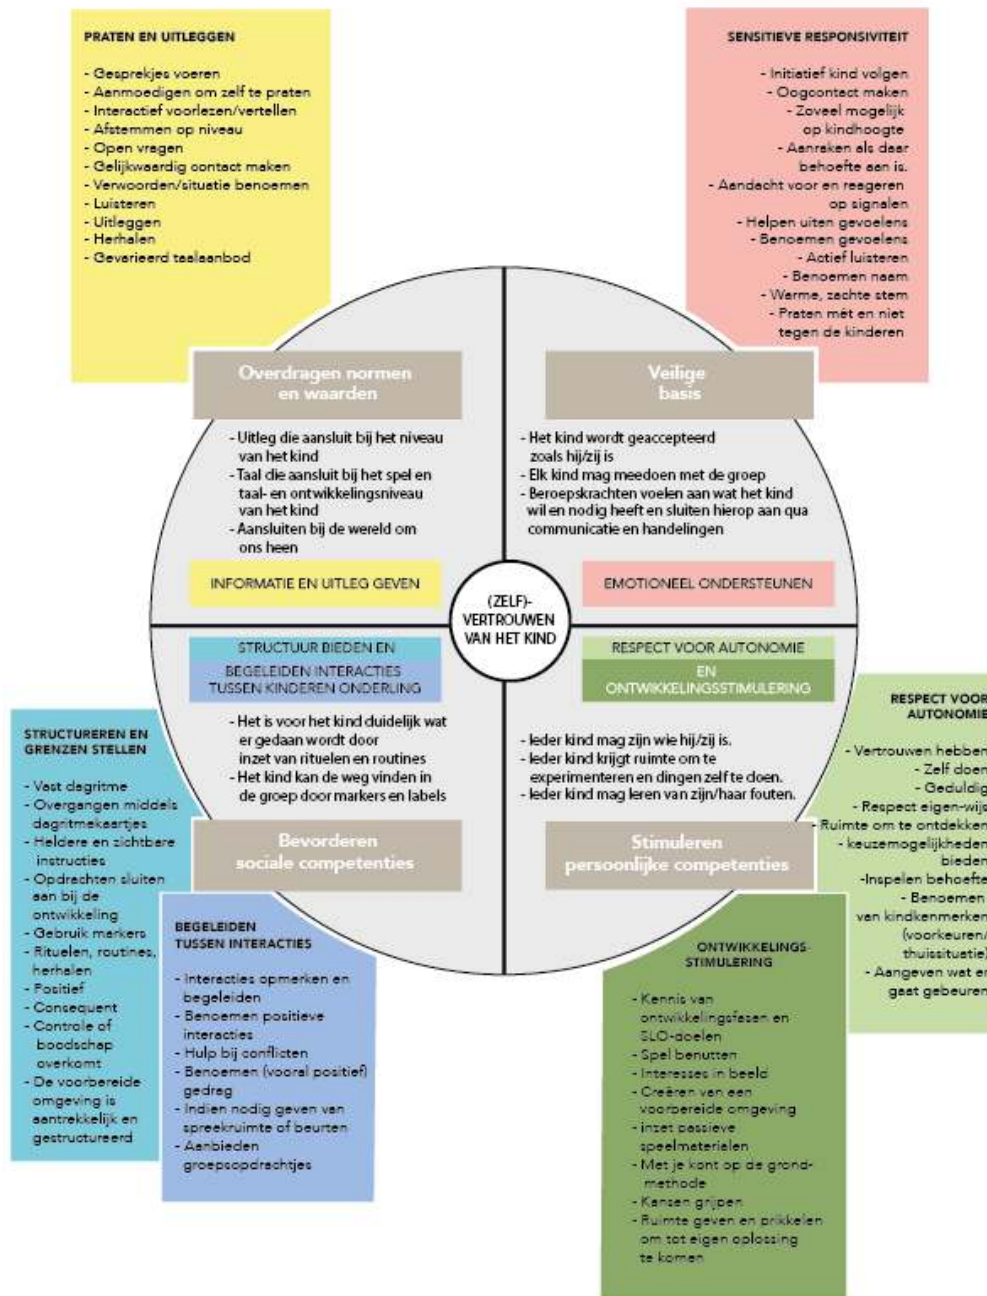 PRATEN EN UITLEGGEN
- Gesprekjes voeren
- Aanmoedigen om zelf te praten
- Interactief voorlezen/vertellen
- Afstemmen op niveau
- Open vragen
- Gelijkwaardig contact maken
- Verwoorden/situatie benoemen
- Luisteren
- Uitleggen
- Herhalen
- Gevarieerd taalaanbod
SENSITIEVE RESPONSIVITEIT
- Initiatief kind volgen
- Oogcontact maken
- Zoveel mogelijk
op kindhoogte
- Aanraken als daar
behoefte aan is.
- Aandacht voor en reageren
op signalen
- Helpen uiten gevoelens
- Benoemen gevoelens
- Actief luisteren
- Benoemen naam
- Warme, zachte stem
- Praten mét en niet
tegen de kinderen
Overdragen normen
en waarden
- Uitleg die aansluit bij het niveau
van het kind
- Taal die aansluit bij het spel en
taal- en ontwikkelingsniveau
van het kind
- Aansluiten bij de wereld om
ons heen
INFORMATIE EN UITLEG GEVEN
Veilige
basis
- Het kind wordt geaccepteerd
zoals hij/zij is
- Elk kind mag meedoen met de groep
- Beroepskrachten voelen aan wat het kind
wil en nodig heeft en sluiten hierop aan qua
communicatie en handelingen
EMOTIONEEL ONDERSTEUNEN
(ZELF)-
VERTROUWEN
VAN HET KIND
STRUCTUUR BIEDEN EN
BEGELEIDEN INTERACTIES
TUSSEN KINDEREN ONDERLING
- Het is voor het kind duidelijk wat
er gedaan wordt door
inzet van rituelen en routines
- Het kind kan de weg vinden in
de groep door markers en labels
Bevorderen
sociale competenties
RESPECT VOOR AUTONOMIE
EN
ONTWIKKELINGSSTIMULERING
- Ieder kind mag zijn wie hij/zij is.
- Ieder kind krijgt ruimte om te
experimenteren en dingen zelf te doen.
- Ieder kind mag leren van zijn/haar fouten.
Stimuleren
persoonlijke competenties
STRUCTUREREN EN
GRENZEN STELLEN
- Vast dagritme
- Overgangen middels
dagritmekaartjes
- Heldere en zichtbare
instructies
- Opdrachten sluiten
aan bij de
ontwikkeling
- Gebruik markers
- Rituelen, routines,
herhalen
- Positief
- Consequent
- Controle of
boodschap
overkomt
- De voorbereide
omgeving is
aantrekkelijk en
gestructureerd
BEGELEIDEN
TUSSEN INTERACTIES
- Interacties opmerken en
begeleiden
- Benoemen positieve
interacties
- Hulp bij conflicten
- Benoemen (vooral positief)
gedrag
- Indien nodig geven van
spreekruimte of beurten
- Aanbieden
groepsopdrachtjes
ONTWIKKELINGS-
STIMULERING
- Kennis van
ontwikkelingsfasen en
SLO-doelen
- Spel benutten
- Interesses in beeld
- Creëren van een
voorbereide omgeving
- inzet passieve
speelmaterialen
- Met je kont op de grond-
methode
- Kansen grijpen
- Ruimte geven en prikkelen
om tot eigen oplossing
te komen
RESPECT VOOR
AUTONOMIE
- Vertrouwen hebben
- Zelf doen
- Geduldig
- Respect eigen-wijs
- Ruimte om te ontdekken
- keuzemogelijkheden
bieden
-Inspelen behoefte
- Benoemen
van kindkenmerken
(voorkeuren/
thuissituatie)
- Aangeven wat er
gaat gebeuren